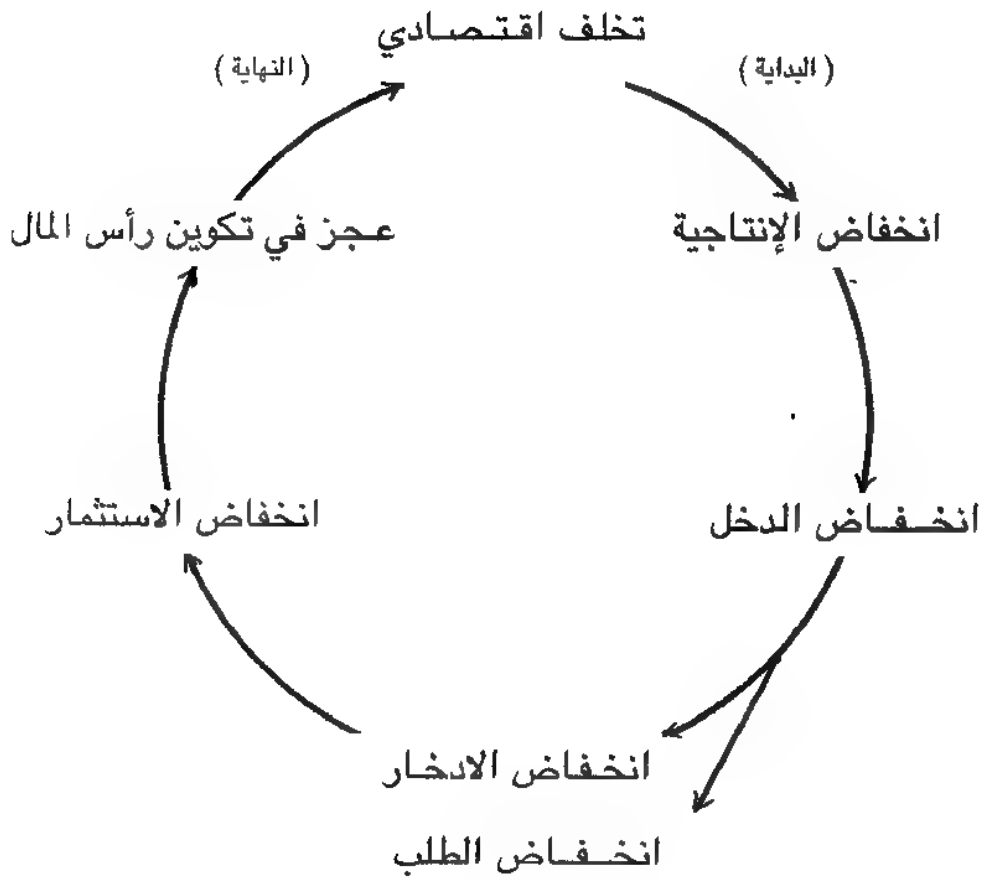 تخلف اقتصادي
(البداية)
(النهاية)
انخفاض الإنتاجية
عجز في تكوين رأس المال
انخفاض الدخل
انخفاض الاستثمار
انخفاض الادخار
انخفاض الطلب